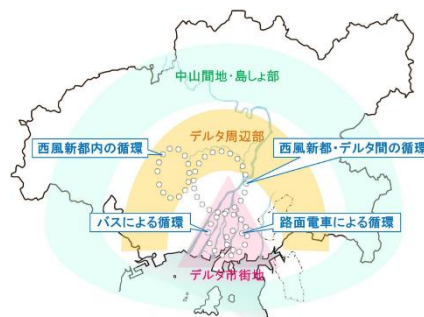 中山間地・島しょ部
デルタ周辺部
西風新都内の循環
西風新都・デルタ間の循環
バスによる循環
路面電車による循環
デルタ市街地